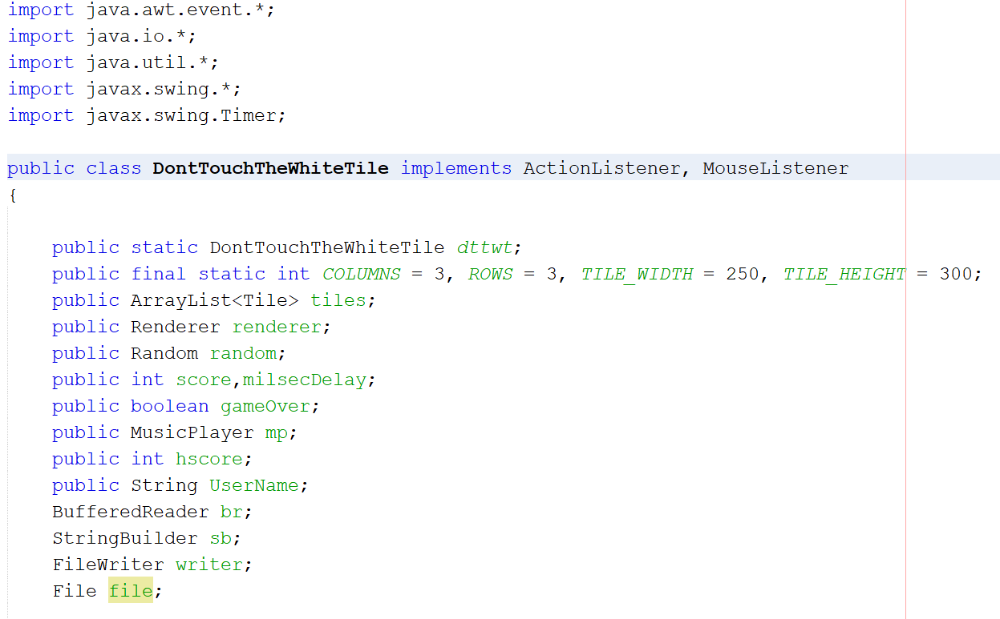 import java.awt.event.*;
import java.io.*;
import java.util.*;
import javax.swing.*;
import javax.swing.Timer;
public class DontTouchTheWhiteTile implements ActionListener, MouseListener
{
public static DontTouchTheWhiteTile dttwt;
public final static int COLUMNS = 3, ROWS = 3, TILE_WIDTH = 250, TILE_HEIGHT = 300;
public ArrayList<Tile> tiles;
public Renderer renderer;
public Random random;
public int score,milsecDelay;
public boolean gameOver;
public MusicPlayer mp;
public int hscore;
public String UserName;
BufferedReader br;
StringBuilder sb;
FileWriter writer;
File file;